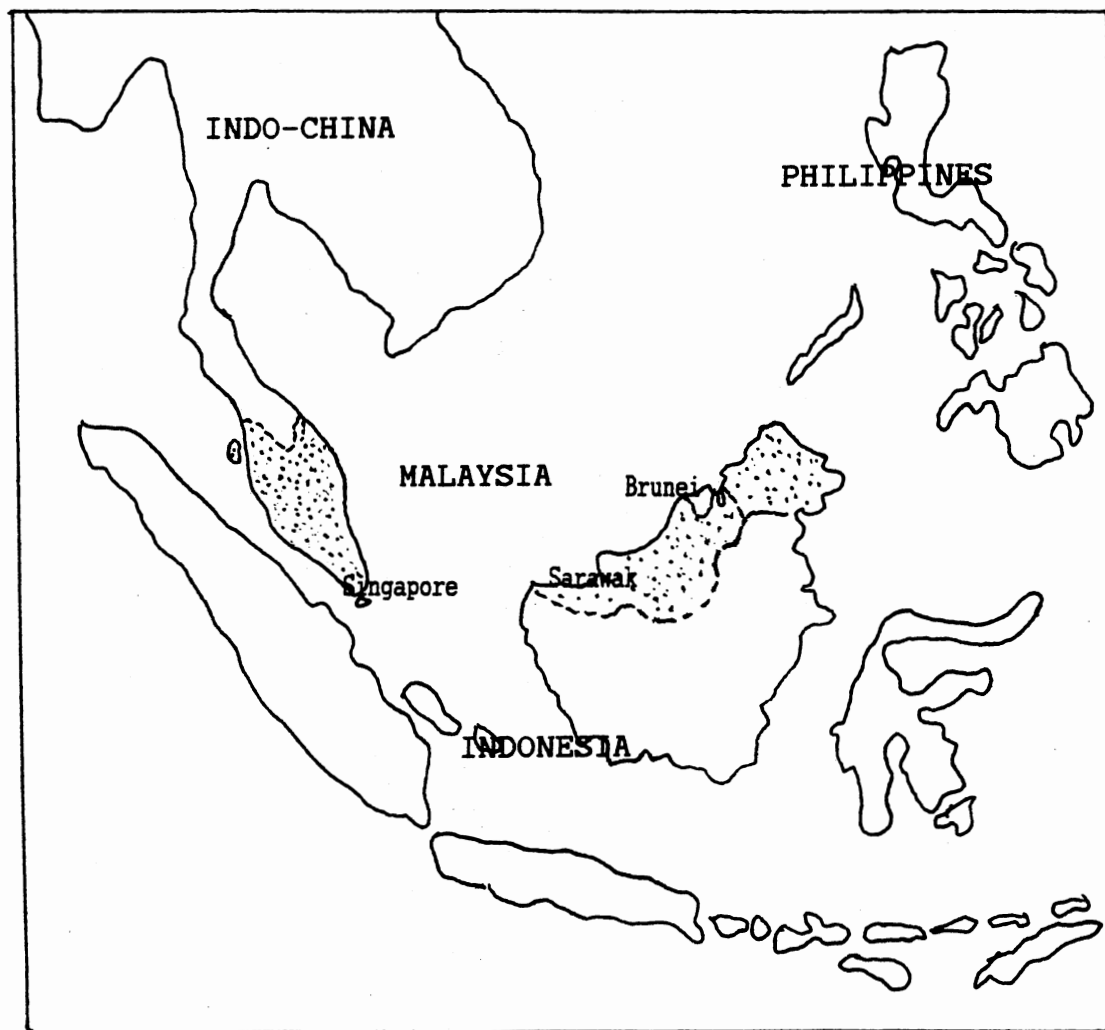 INDO-CHINA
PHILIPPINES
MALAYSIA
Brunei
Singapore
Sarawak
INDONESIA